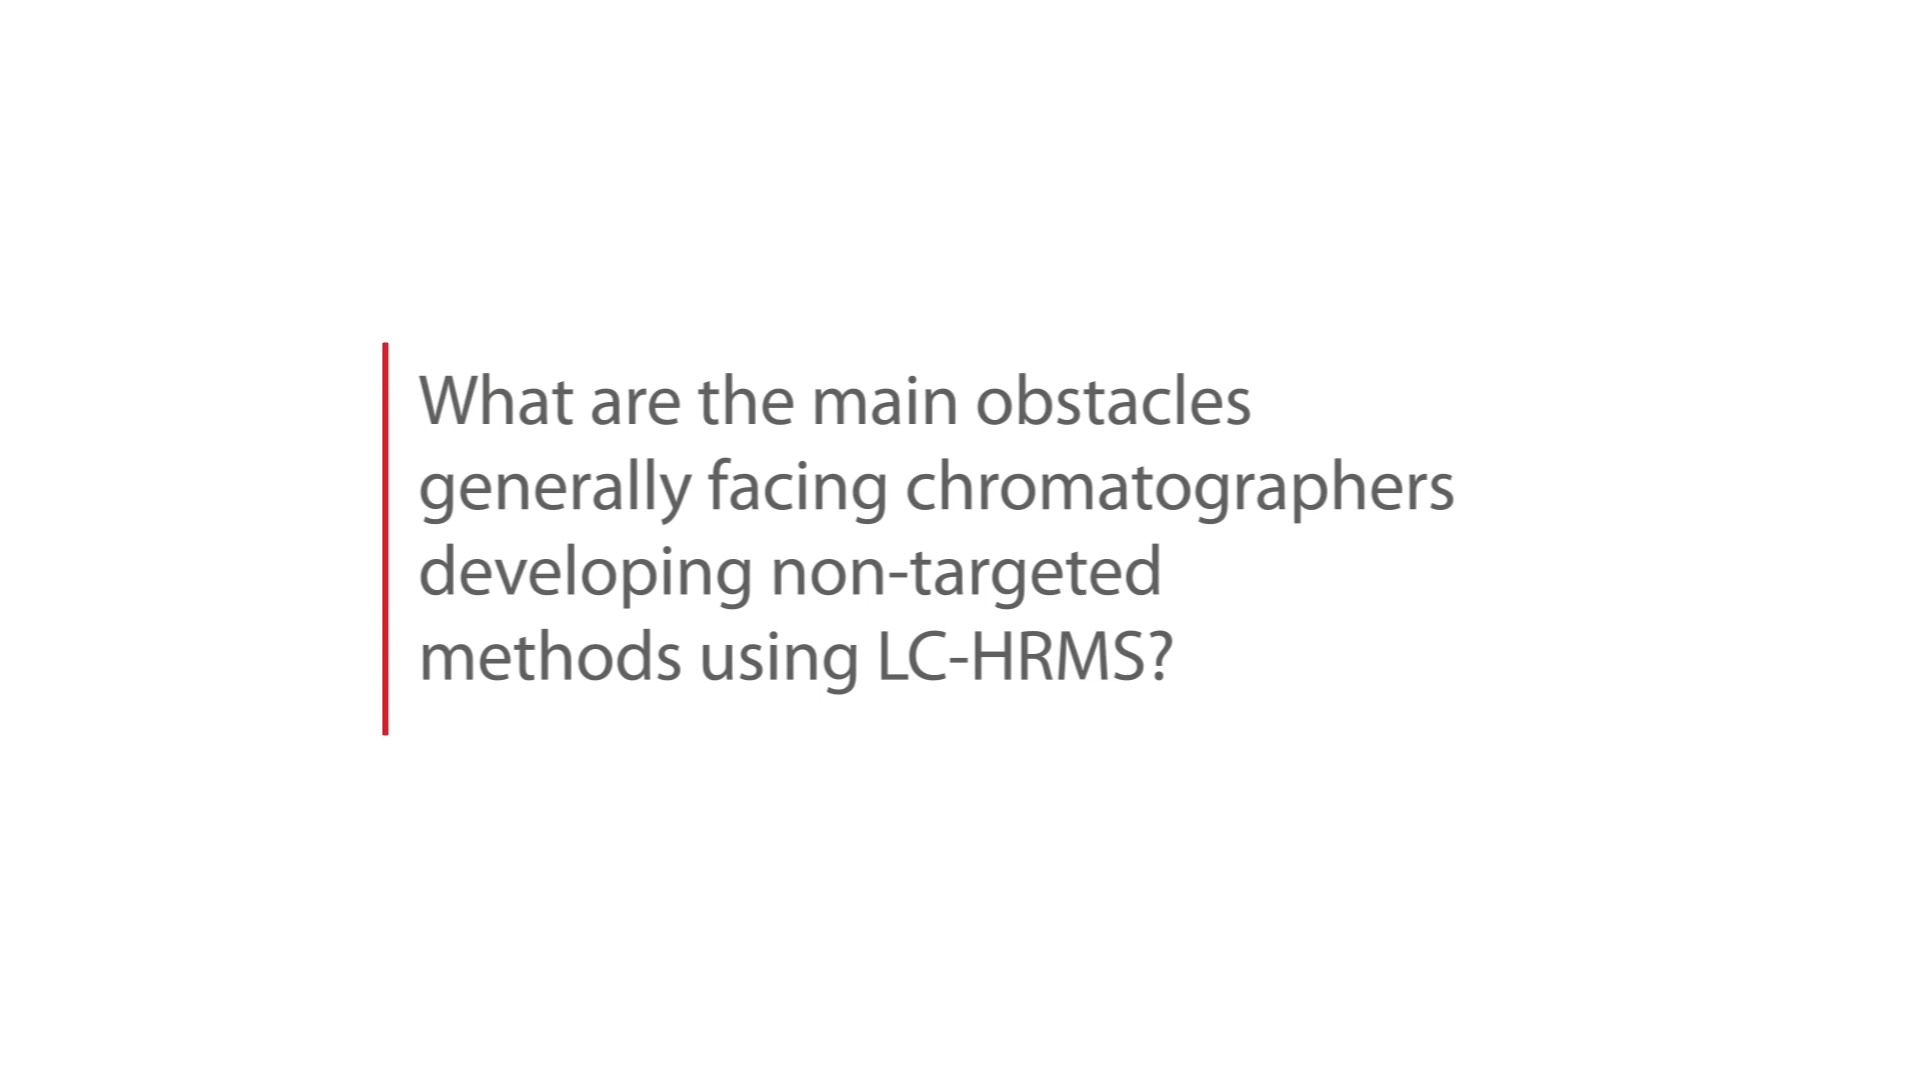 What are the main obstacles
generally facing chromatographers
developing non-targeted
methods using LC-HRMS?